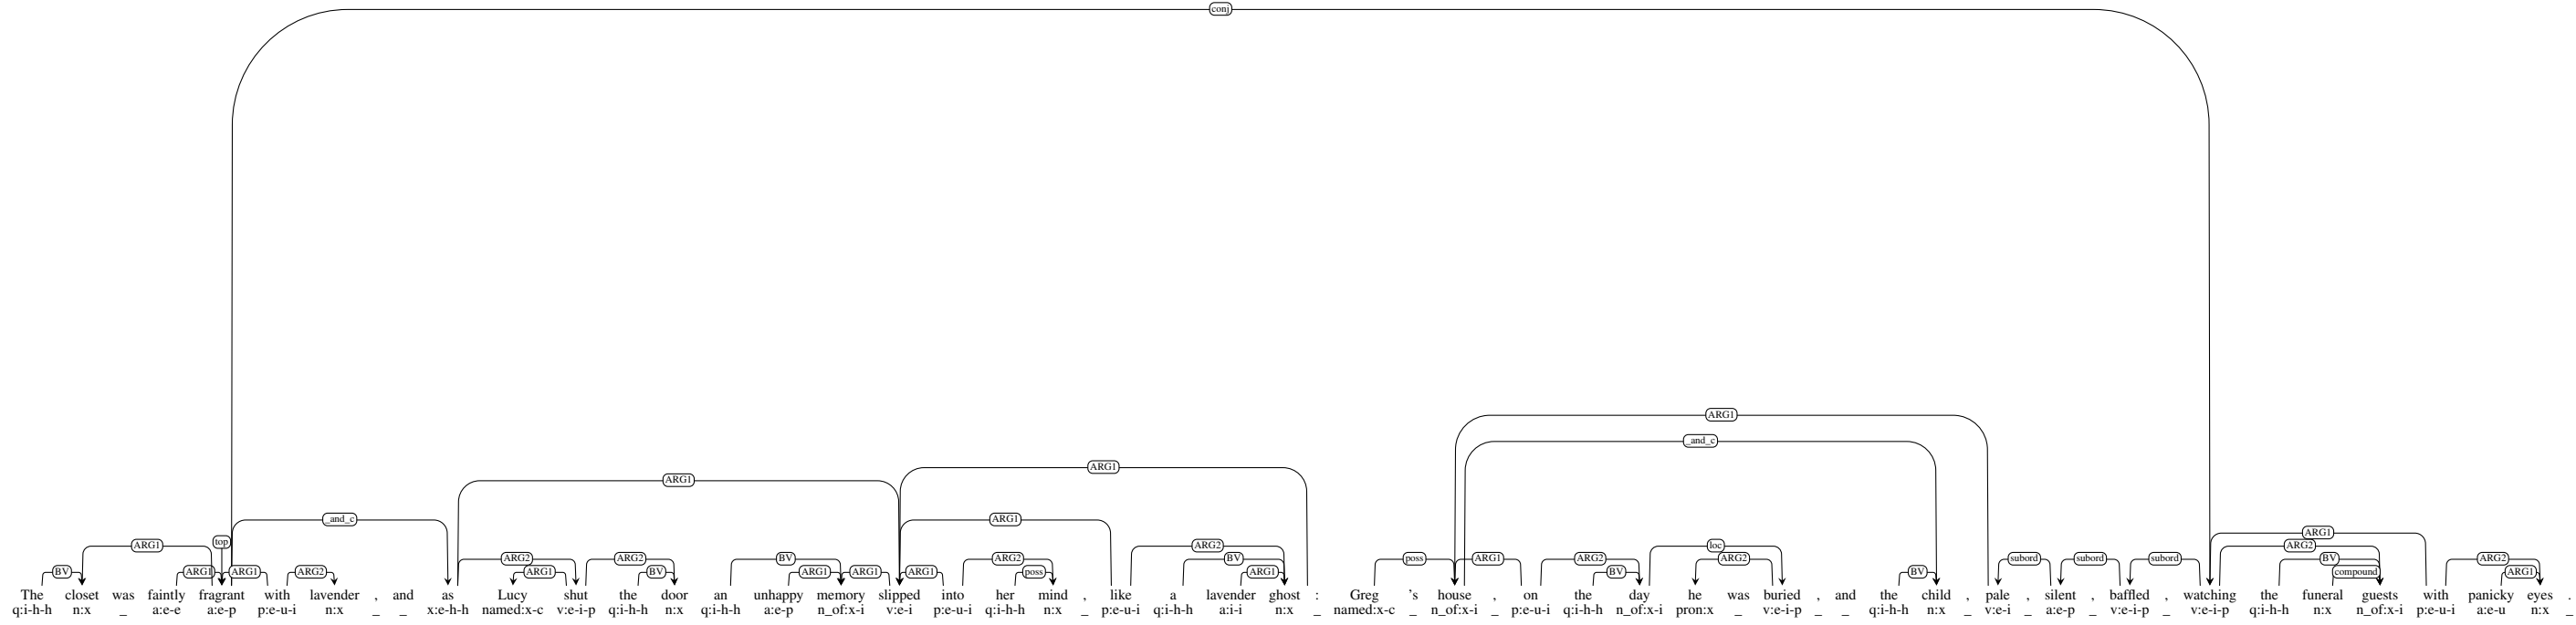 conj
ARG1
_and_c
ARG1
ARG1
_and_c ARG1
top ARG1
ARG1 ARG2 ARG2
ARG2 ARG2 BV ARG2 BV poss ARG1 ARG2 loc ARG2 subord subord subord BV ARG2
BV ARG1 ARG1 ARG2 ARG1 BV ARG1 ARG1 ARG1 poss ARG1 BV BV compound ARG1
The closet was faintly fragrant with lavender , and as Lucy shut the door an unhappy memory slipped into her mind , like a lavender ghost : Greg 's house , on the day he was buried , and the child , pale , silent , baffled , watching the funeral guests with panicky eyes .
q:i-h-h n:x _ a:e-e a:e-p p:e-u-i n:x _ _ x:e-h-h named:x-c v:e-i-p q:i-h-h n:x q:i-h-h a:e-p n_of:x-i v:e-i p:e-u-i q:i-h-h n:x _ p:e-u-i q:i-h-h a:i-i n:x _ named:x-c _ n_of:x-i _ p:e-u-i q:i-h-h n_of:x-i pron:x _ v:e-i-p _ _ q:i-h-h n:x _ v:e-i _ a:e-p _ v:e-i-p _ v:e-i-p q:i-h-h n:x n_of:x-i p:e-u-i a:e-u n:x _